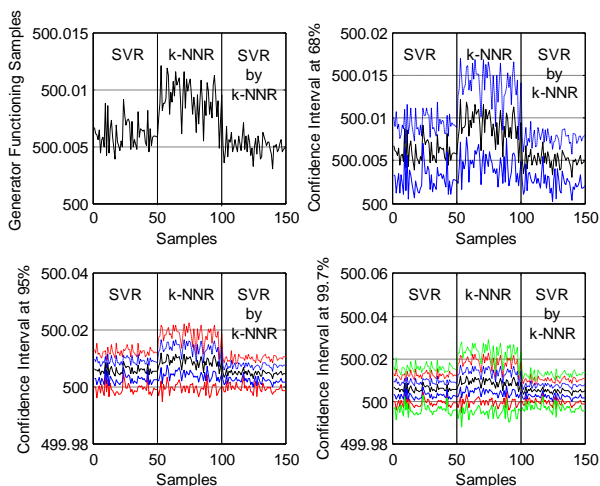 Generator Functioning Samples
500.015
500.01
500.005
500
SVR
k-NNR
SVR
by
k-NNR
0
50
100
150
Samples
Confidence Interval at 68%
500.02
500.015
500.01
500.005
500
SVR
k-NNR
SVR
by
k-NNR
0
50
100
150
Samples
Confidence Interval at 95%
500.04
500.02
500
499.98
SVR
k-NNR
SVR
by
k-NNR
0
50
100
150
Samples
Confidence Interval at 99.7%
500.06
500.04
500.02
500
499.98
SVR
k-NNR
SVR
by
k-NNR
0
50
100
150
Samples